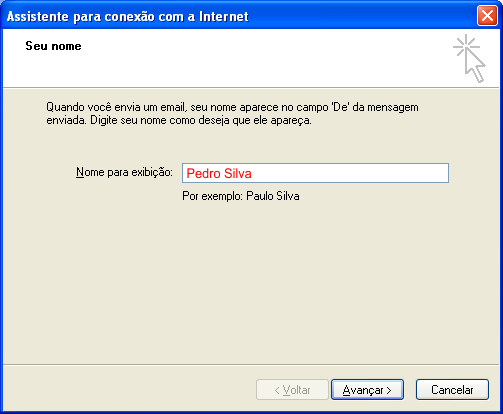 Assistente para conexão com a Internet
Seu nome
Quando você envia um email, seu nome aparece no campo 'De' da mensagem
enviada. Digite seu nome como deseja que ele apareça.
Nome para exibição: Pedro Silva
Por exemplo: Paulo Silva
< Voltar Avançar > Cancelar